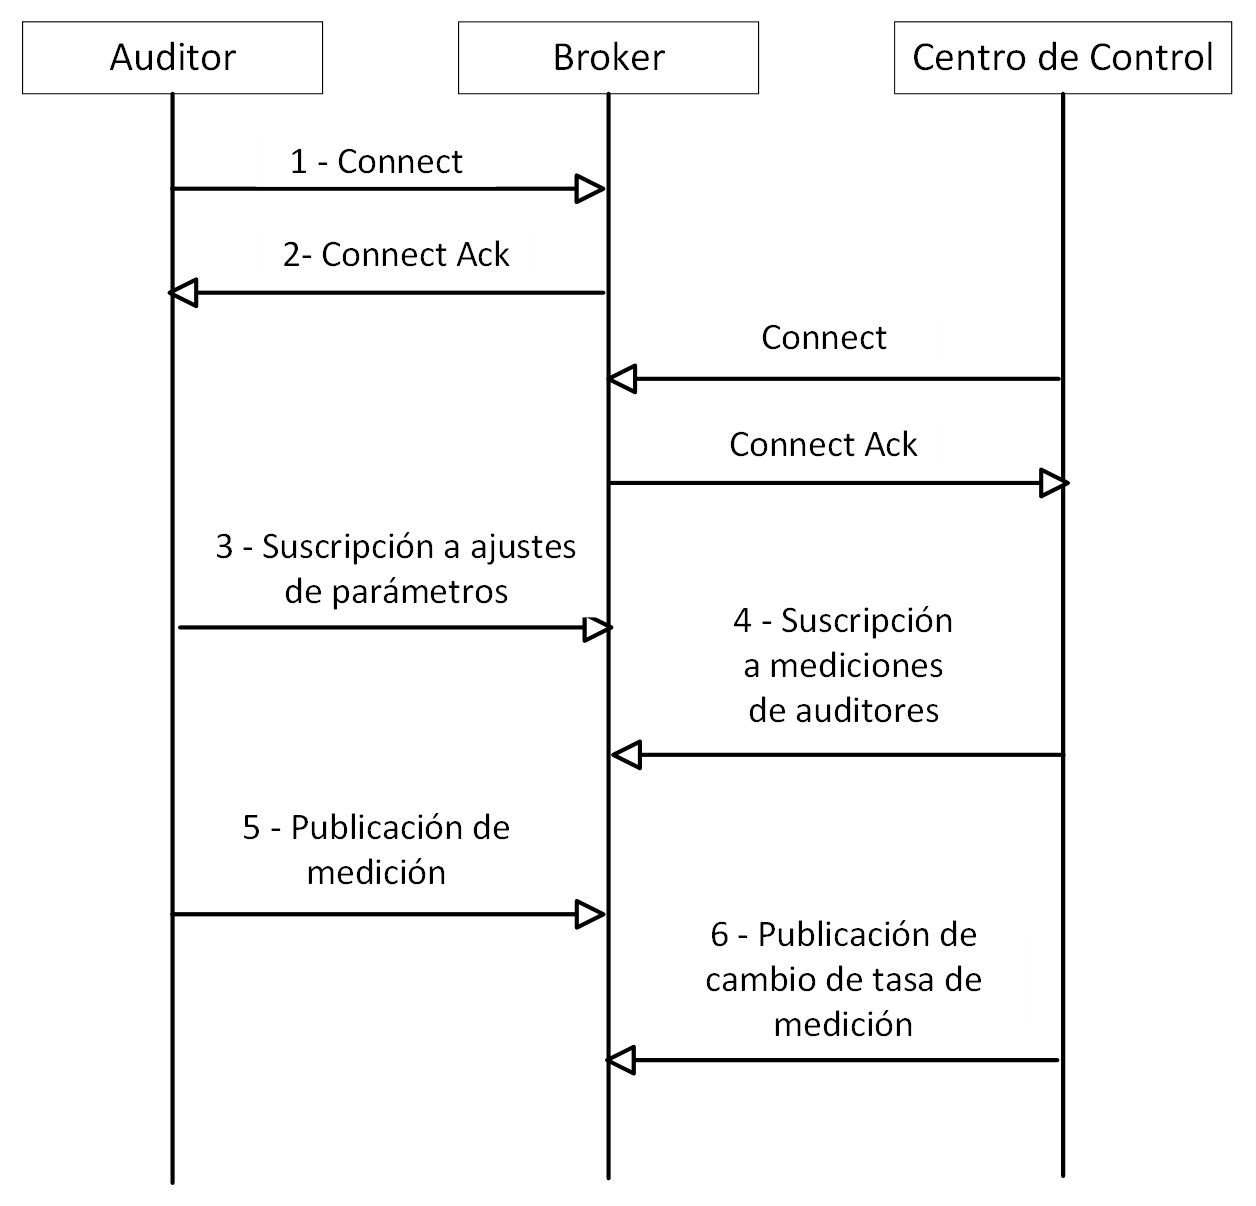 Auditor
Broker
Centro de Control
1 - Connect
2- Connect Ack
Connect
Connect Ack
3 - Suscripción a ajustes
de parámetros
4 - Suscripción
a mediciones
de auditores
5 - Publicación de
medición
6 - Publicación de
cambio de tasa de
medición